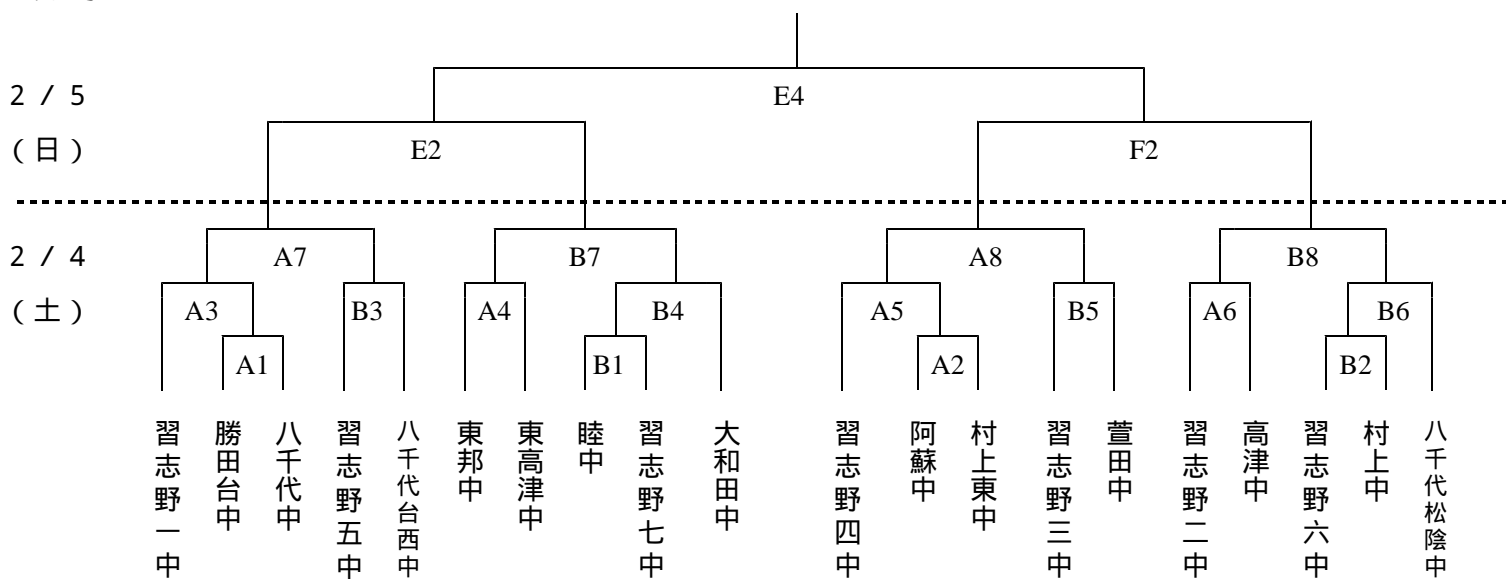 E4
2 / 5
( 日 )
E2
F2
2 / 4
( 土 )
A7
B7
A8
B8
A3
B3
A4
B4
A5
B5
A6
B6
A1
B1
A2
B2
習志野一中
勝田台中
八千代中
習志野五中
八千代台西中
東邦中
東高津中
睦中
習志野七中
大和田中
習志野四中
阿蘇中
村上東中
習志野三中
萱田中
習志野二中
高津中
習志野六中
村上中
八千代松陰中